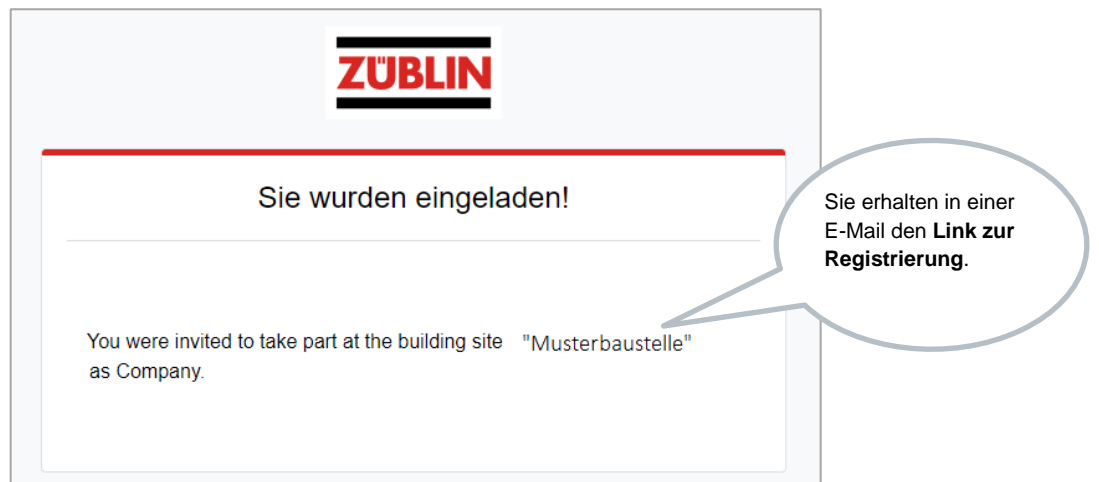 ZÜBLIN
Sie wurden eingeladen!
Sie erhalten in einer
E-Mail den Link zur
Registrierung.
You were invited to take part at the building site "Musterbaustelle"
as Company.